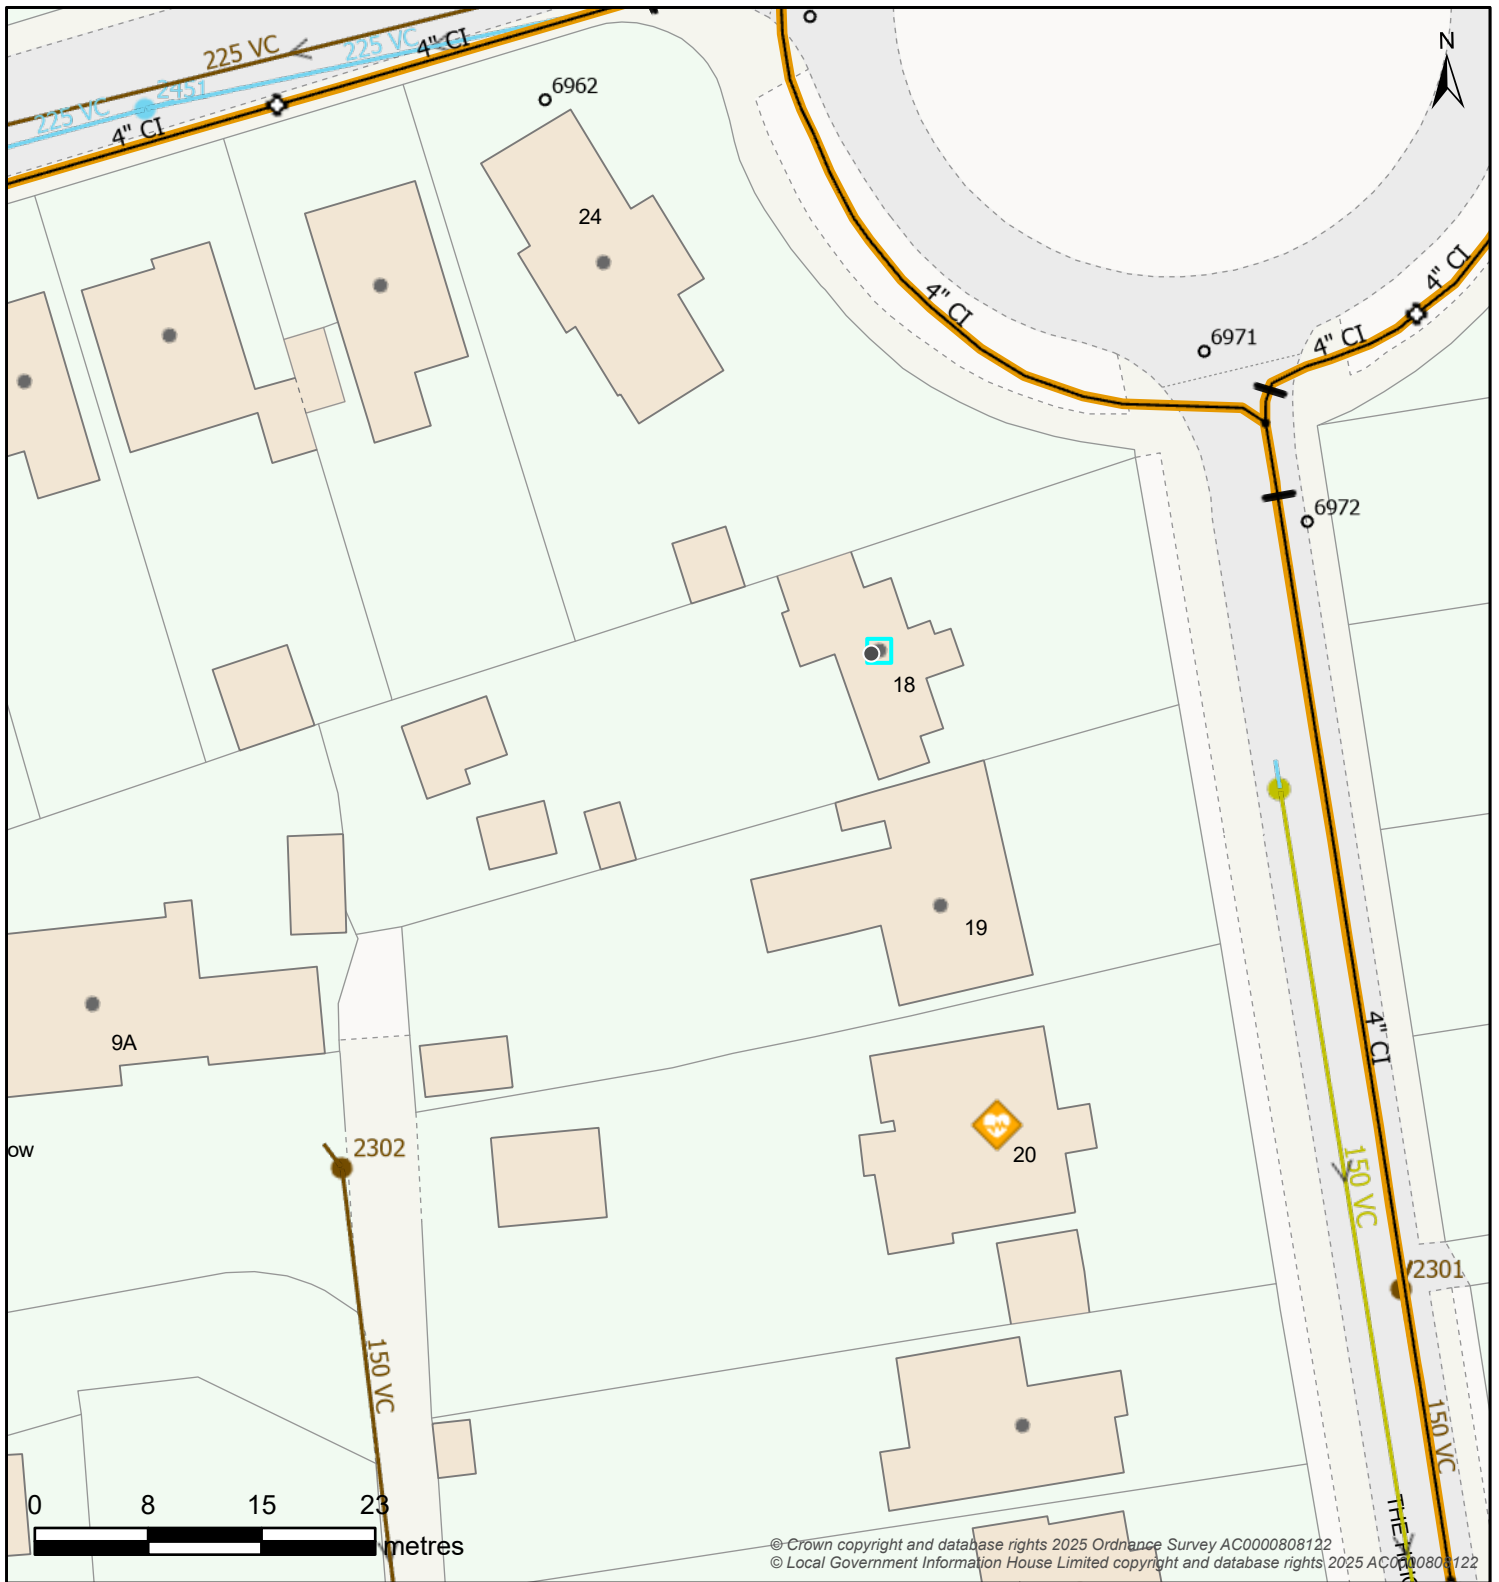 225 VC
225 VC
4" CI
N
2451
225 VC
4" CI
6962
24
4" CI
4" CI
6971
4" CI
6972
18
19
9A
4" CI
ow
2302
20
150 VC
2301
150 VC
150 VC
0 8 15 23
metres
© Crown copyright and database rights 2025 Ordnance Survey AC0000808122
© Local Government Information House Limited copyright and database rights 2025 AC0000808122
THE